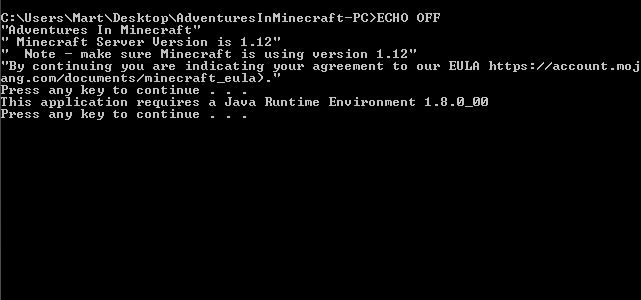 C:\Users\Mart\Desktop\AdventuresInMinecraft-PC>ECHO OFF
"Adventures In Minecraft"
" Minecraft Server Version is 1.12"
"  Note - make sure Minecraft is using version 1.12"
"By continuing you are indicating your agreement to our EULA https://account.moj
ang.com/documents/minecraft_eula>."
Press any key to continue . . .
This application requires a Java Runtime Environment 1.8.0_00
Press any key to continue . . .